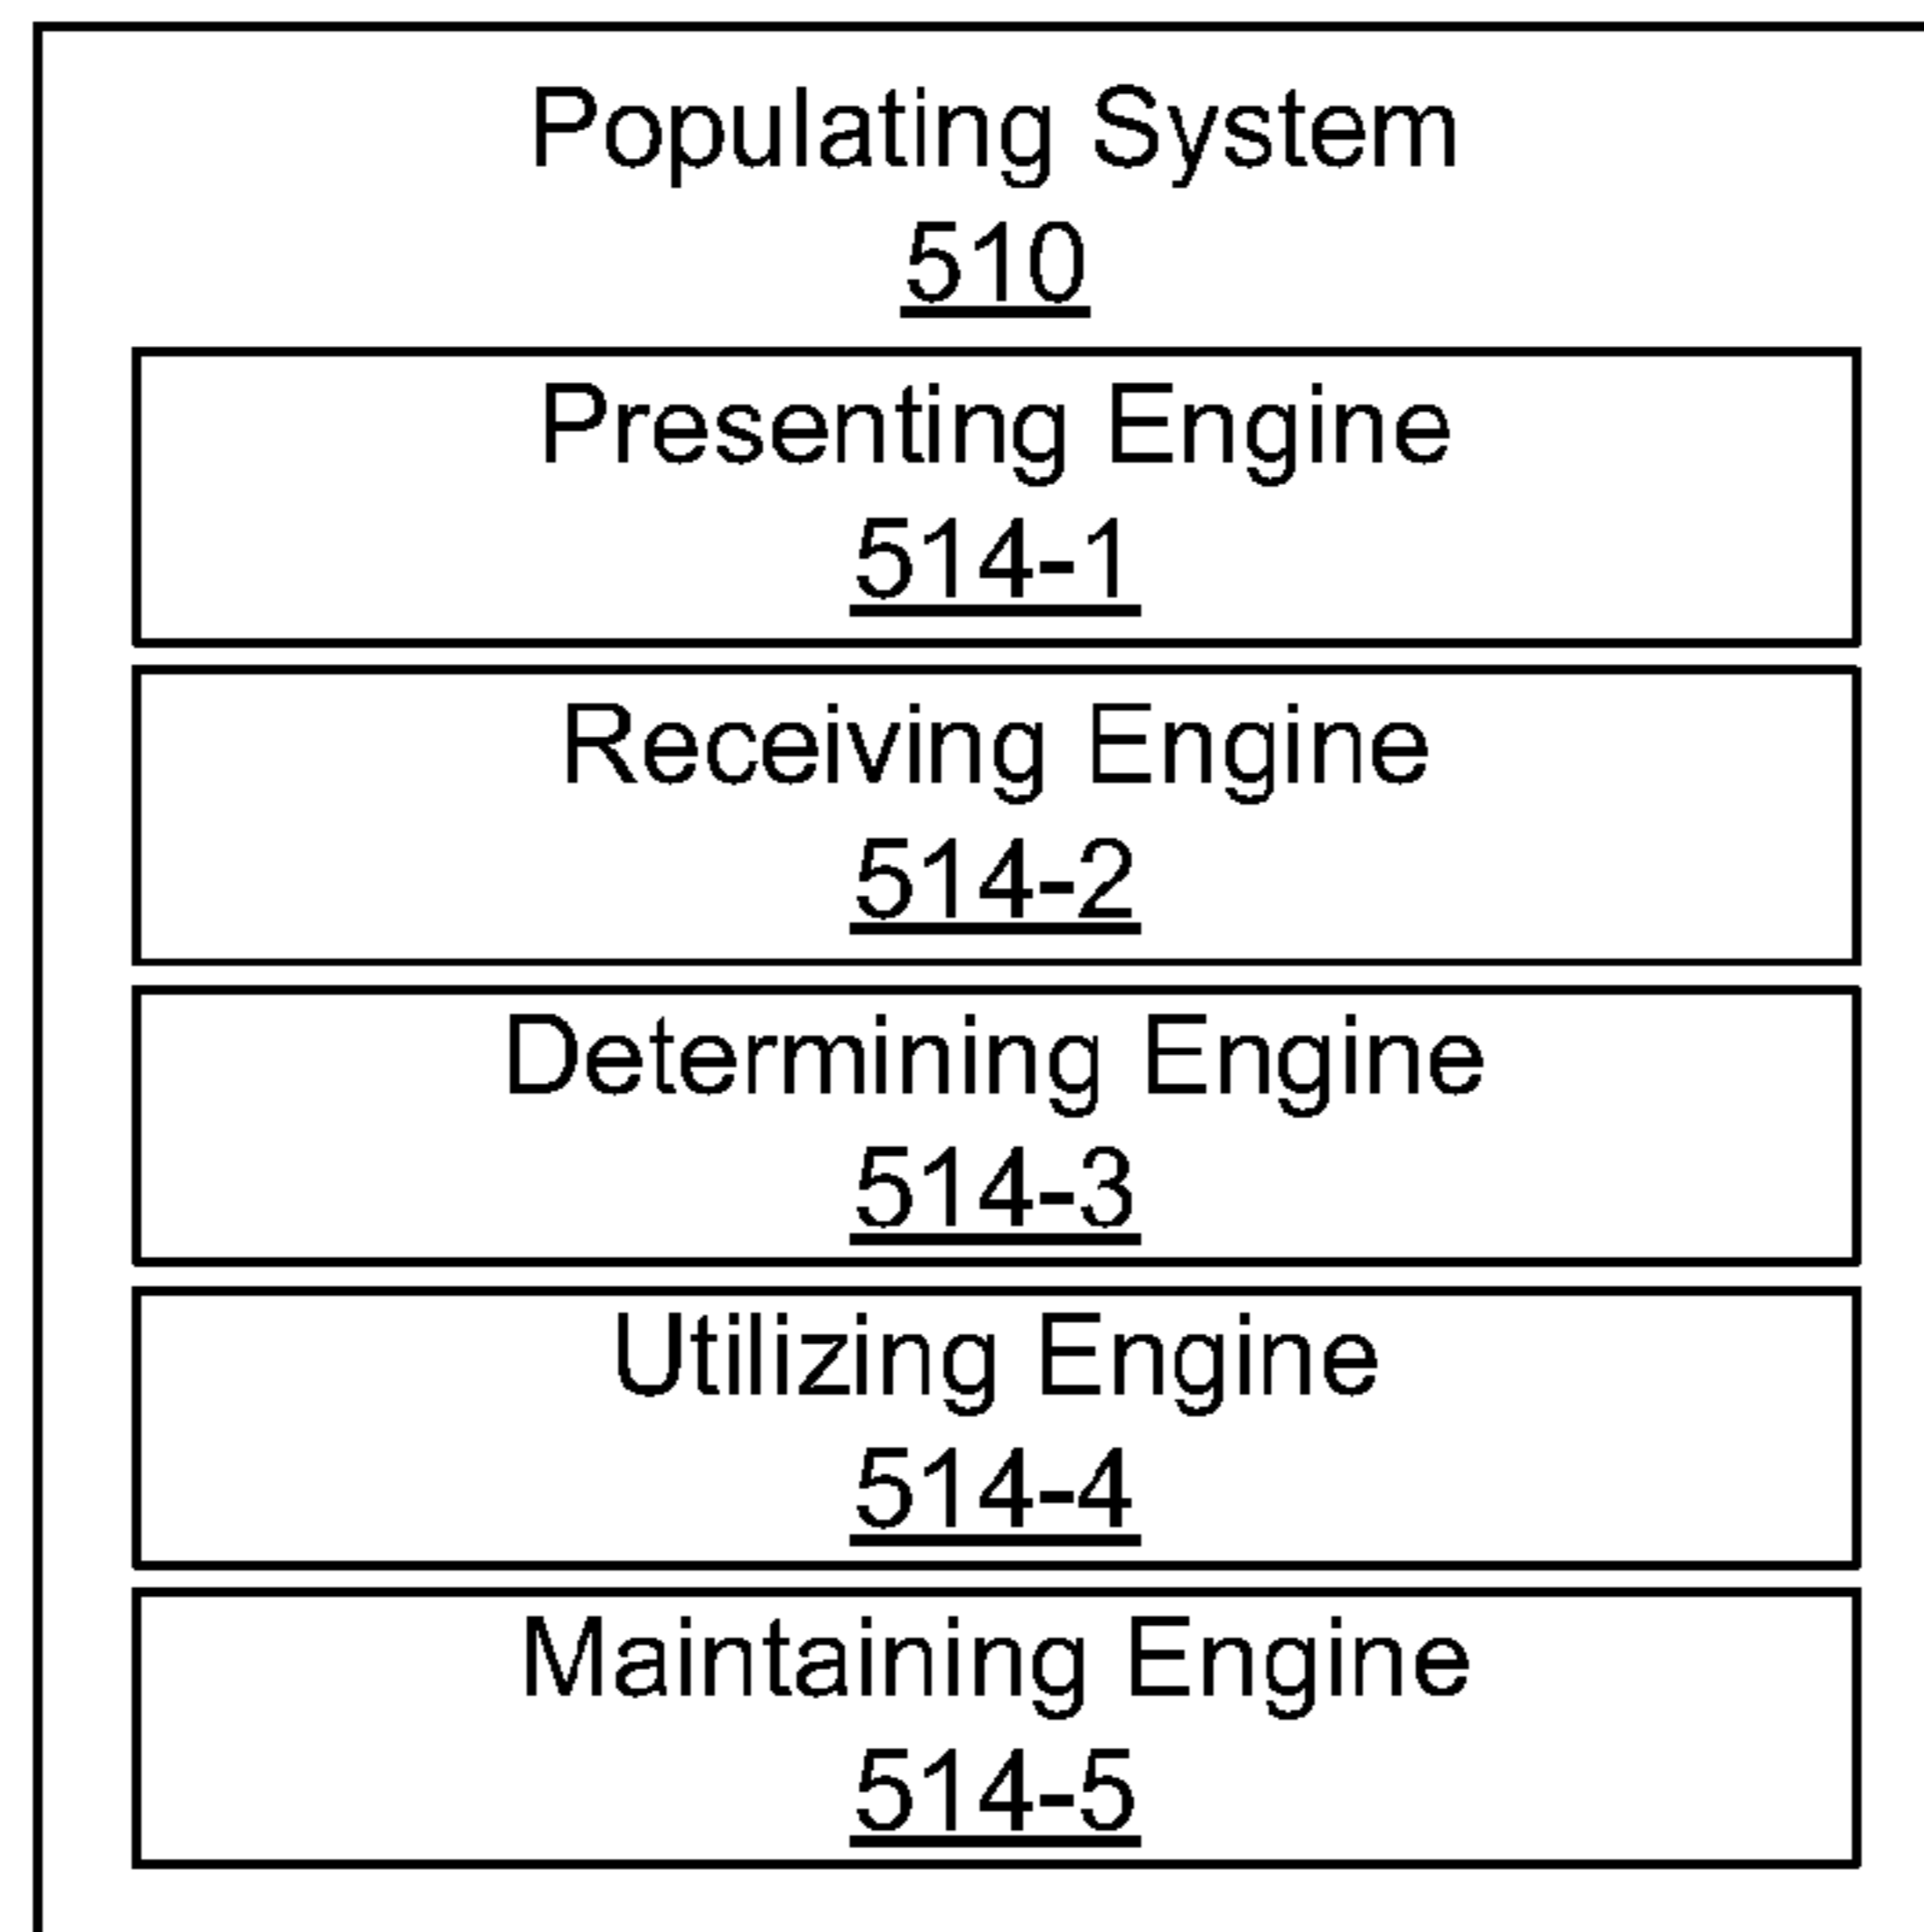 Populating System
510
Presenting Engine
514-1
Receiving Engine
514-2
Determining Engine
514-3
Utilizing Engine
514-4
Maintaining Engine
514-5